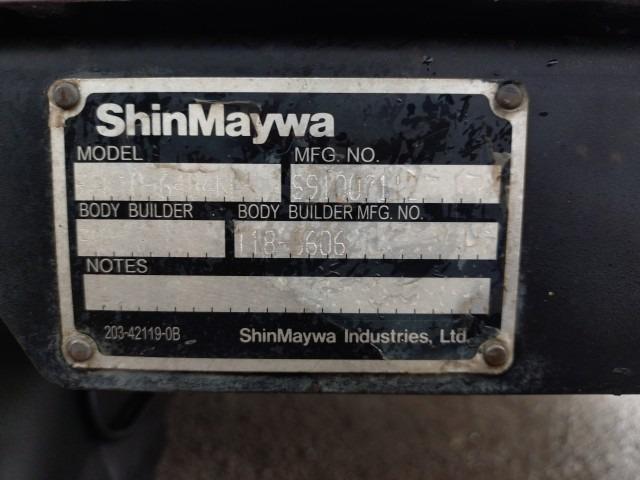 ShinMaywa
MODEL MFG. NO.
BODY BUILDER BODY BUILDER MFG. NO.
NOTES
203-42119-0B ShinMaywa Industries, Ltd.